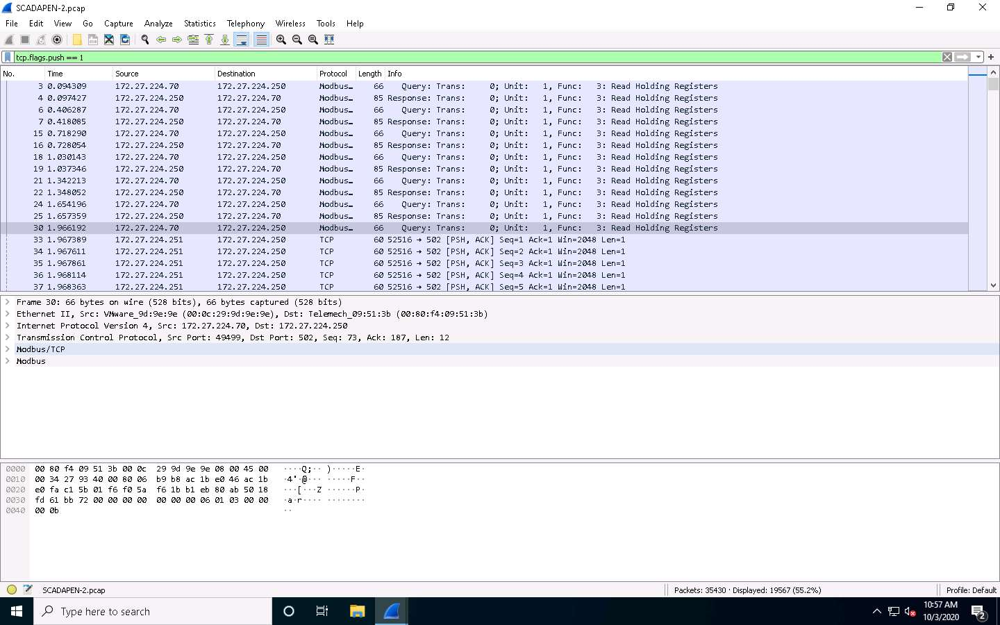 SCADAPEN-2.pcap
File Edit View Go Capture Analyze Statistics Telephony Wireless Tools Help
tcp.flags.push == 1
No. Time Source Destination Protocol Length Info
3 0.094309 172.27.224.70 172.27.224.250 Modbus… 66 Query: Trans: 0; Unit: 1, Func: 3: Read Holding Registers
4 0.097427 172.27.224.250 172.27.224.70 Modbus… 85 Response: Trans: 0; Unit: 1, Func: 3: Read Holding Registers
6 0.406287 172.27.224.70 172.27.224.250 Modbus… 66 Query: Trans: 0; Unit: 1, Func: 3: Read Holding Registers
7 0.418085 172.27.224.250 172.27.224.70 Modbus… 85 Response: Trans: 0; Unit: 1, Func: 3: Read Holding Registers
15 0.718290 172.27.224.70 172.27.224.250 Modbus… 66 Query: Trans: 0; Unit: 1, Func: 3: Read Holding Registers
16 0.728054 172.27.224.250 172.27.224.70 Modbus… 85 Response: Trans: 0; Unit: 1, Func: 3: Read Holding Registers
18 1.030143 172.27.224.70 172.27.224.250 Modbus… 66 Query: Trans: 0; Unit: 1, Func: 3: Read Holding Registers
19 1.037346 172.27.224.250 172.27.224.70 Modbus… 85 Response: Trans: 0; Unit: 1, Func: 3: Read Holding Registers
21 1.342213 172.27.224.70 172.27.224.250 Modbus… 66 Query: Trans: 0; Unit: 1, Func: 3: Read Holding Registers
22 1.348052 172.27.224.250 172.27.224.70 Modbus… 85 Response: Trans: 0; Unit: 1, Func: 3: Read Holding Registers
24 1.654196 172.27.224.70 172.27.224.250 Modbus… 66 Query: Trans: 0; Unit: 1, Func: 3: Read Holding Registers
25 1.657359 172.27.224.250 172.27.224.70 Modbus… 85 Response: Trans: 0; Unit: 1, Func: 3: Read Holding Registers
30 1.966192 172.27.224.70 172.27.224.250 Modbus… 66 Query: Trans: 0; Unit: 1, Func: 3: Read Holding Registers
33 1.967389 172.27.224.251 172.27.224.250 TCP 60 52516 → 502 [PSH, ACK] Seq=1 Ack=1 Win=2048 Len=1
34 1.967611 172.27.224.251 172.27.224.250 TCP 60 52516 → 502 [PSH, ACK] Seq=2 Ack=1 Win=2048 Len=1
35 1.967861 172.27.224.251 172.27.224.250 TCP 60 52516 → 502 [PSH, ACK] Seq=3 Ack=1 Win=2048 Len=1
36 1.968114 172.27.224.251 172.27.224.250 TCP 60 52516 → 502 [PSH, ACK] Seq=4 Ack=1 Win=2048 Len=1
37 1.968363 172.27.224.251 172.27.224.250 TCP 60 52516 → 502 [PSH, ACK] Seq=5 Ack=1 Win=2048 Len=1
Frame 30: 66 bytes on wire (528 bits), 66 bytes captured (528 bits)
Ethernet II, Src: VMware_9d:9e:9e (00:0c:29:9d:9e:9e), Dst: Telemech_09:51:3b (00:80:f4:09:51:3b)
Internet Protocol Version 4, Src: 172.27.224.70, Dst: 172.27.224.250
Transmission Control Protocol, Src Port: 49499, Dst Port: 502, Seq: 73, Ack: 187, Len: 12
Modbus/TCP
Modbus
0000 00 80 f4 09 51 3b 00 0c 29 9d 9e 9e 08 00 45 00 ····Q;·· )·····E·
0010 00 34 27 93 40 00 80 06 b9 b8 ac 1b e0 46 ac 1b ·4'·@··· ·····F··
0020 e0 fa c1 5b 01 f6 f0 5a f6 1b b1 eb 80 ab 50 18 ···[···Z ······P·
0030 fd 61 bb 72 00 00 00 00 00 00 00 06 01 03 00 00 ·a·r···· ········
0040 00 0b ··
SCADAPEN-2.pcap Packets: 35430 · Displayed: 19567 (55.2%) Profile: Default
Type here to search
10:57 AM
10/3/2020
2